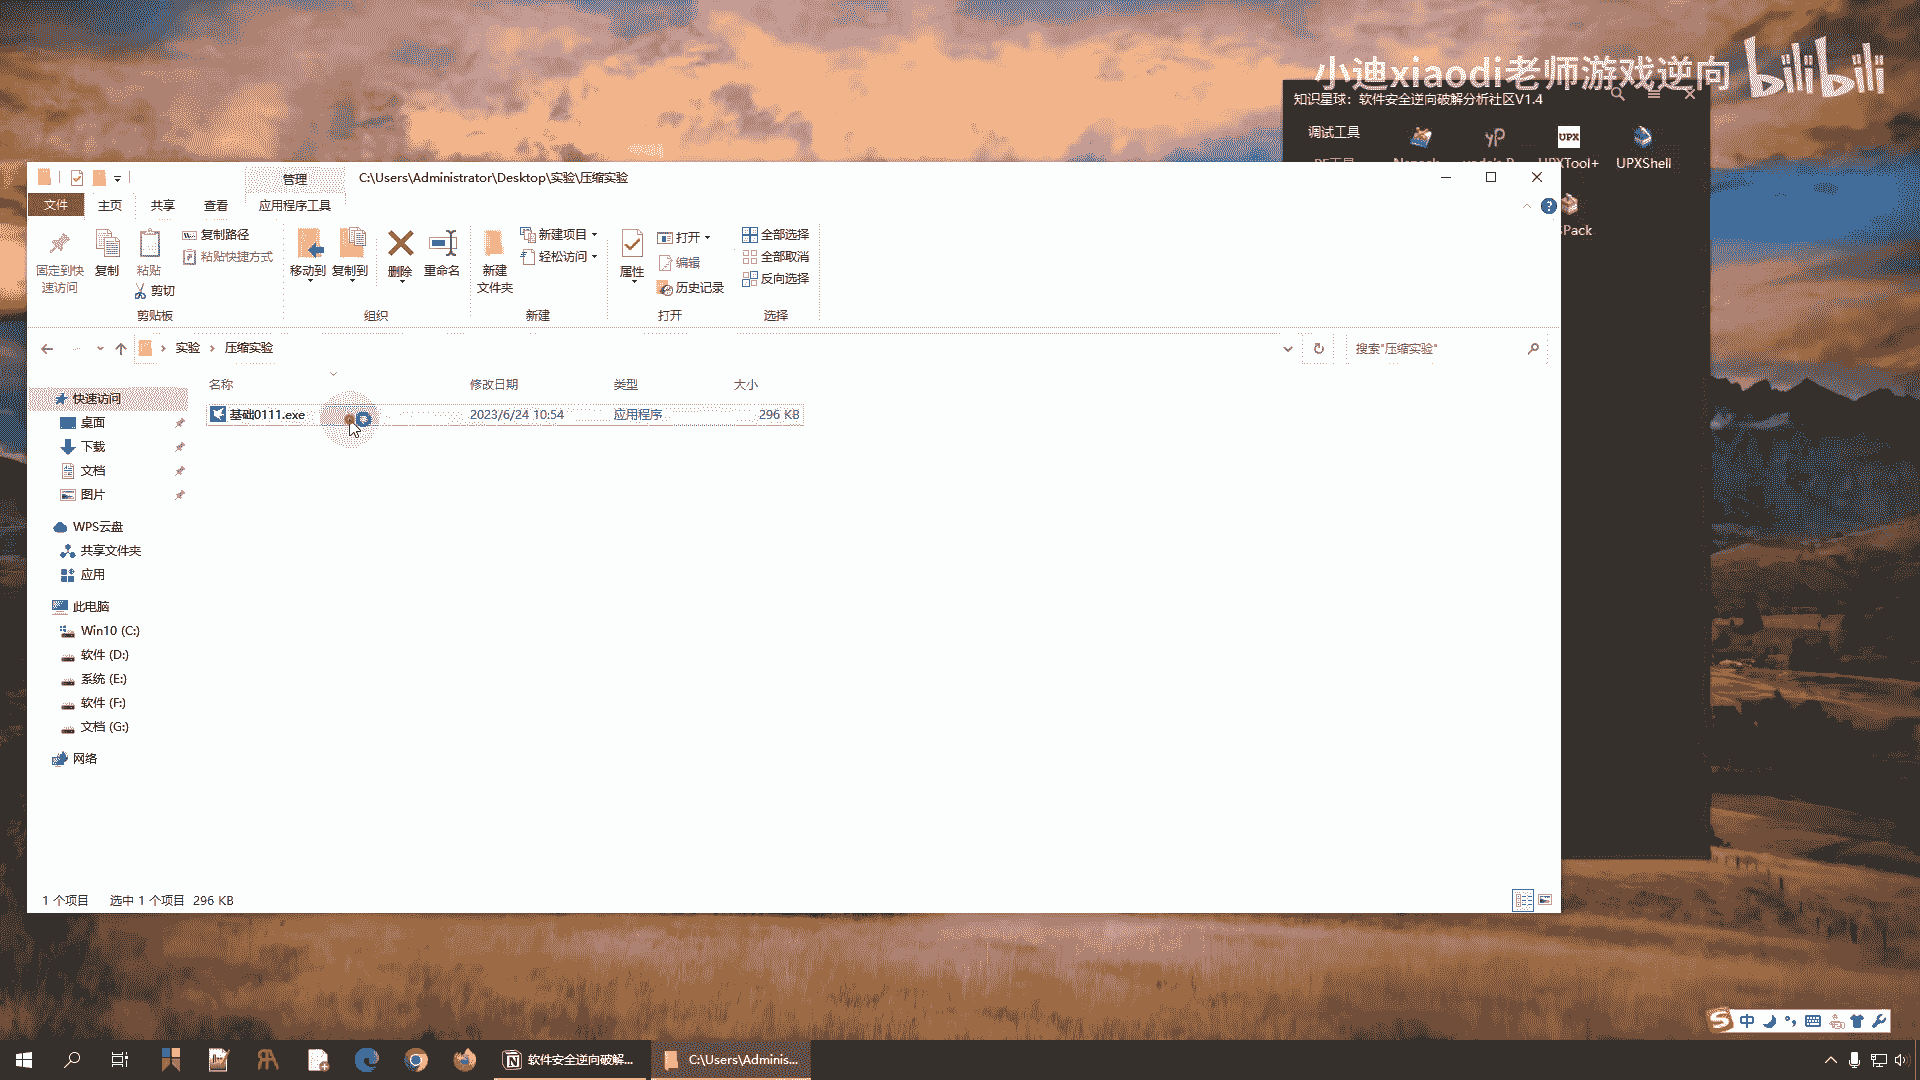 小迪xiaodi老师游戏逆向 bilibili
知识星球：软件安全逆向破解分析社区V1.4
调试工具
UPX
UPXTool+
UPXShell
管理
C:\Users\Administrator\Desktop\实验\压缩实验
文件
主页
共享
查看
应用程序工具
固定到快速访问
复制
粘贴
复制路径
粘贴快捷方式
剪切
移动到
复制到
删除
重命名
新建文件夹
新建项目
轻松访问
属性
打开
编辑
历史记录
全部选择
全部取消
反向选择
剪贴板
组织
新建
打开
选择
实验
压缩实验
搜索"压缩实验"
名称
修改日期
类型
大小
基础0111.exe
2023/6/24 10:54
应用程序
296 KB
快速访问
桌面
下载
文档
图片
WPS云盘
共享文件夹
应用
此电脑
Win10 (C:)
软件 (D:)
系统 (E:)
软件 (F:)
文档 (G:)
网络
1 个项目
选中 1 个项目 296 KB
中
软件安全逆向破解...
C:\Users\Adminis...